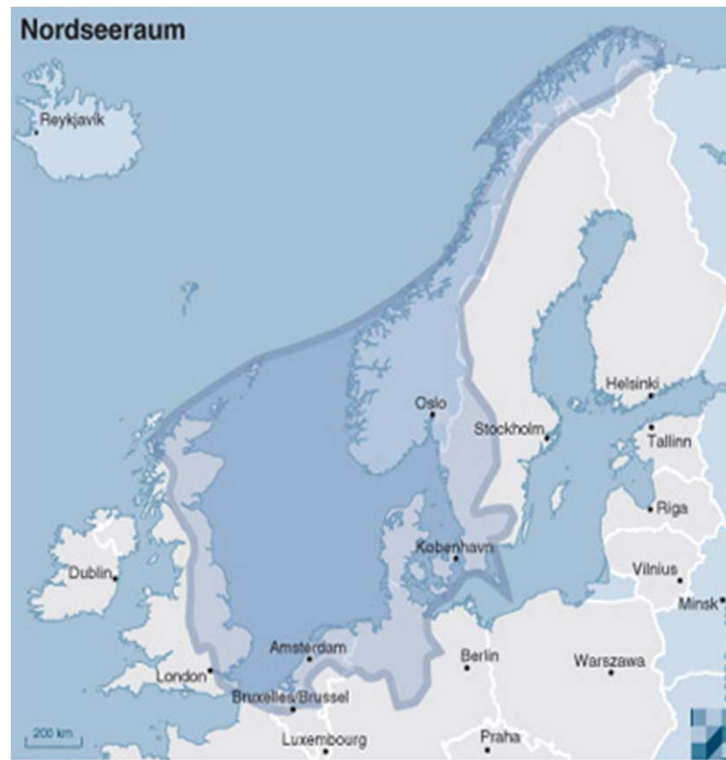 Nordseeraum
Reykjavik
Oslo
Helsinki
Stockholm
Tallinn
Riga
København
Dublin
Vilnius
Minsk
Amsterdam
Berlin
Warszawa
London
Bruxelles/Brussel
200 km
Luxembourg
Praha